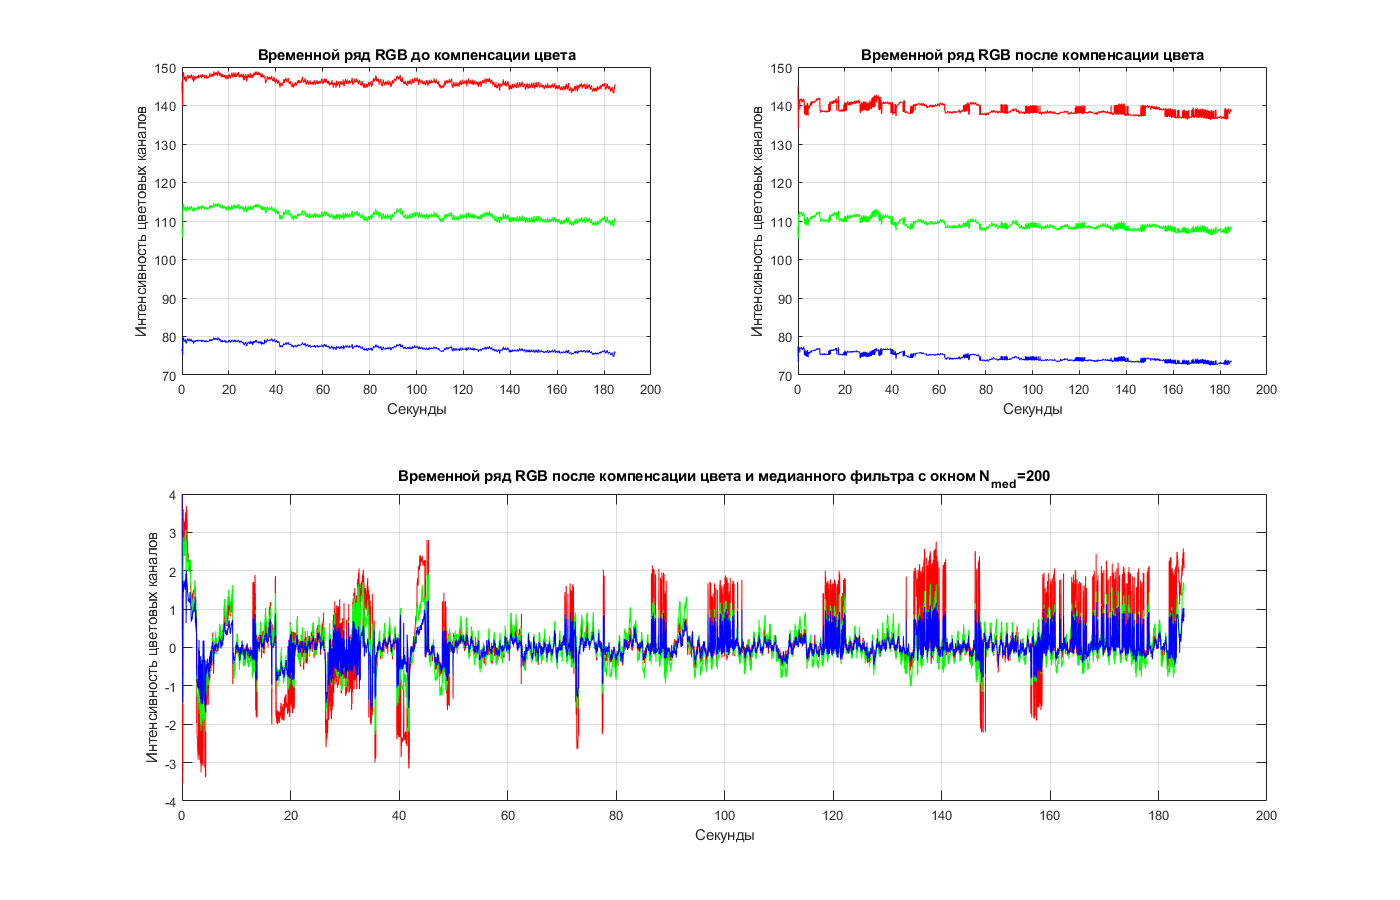 Временной ряд RGB до компенсации цвета
Интенсивность цветовых каналов
150
140
130
120
110
100
90
80
70
0 20 40 60 80 100 120 140 160 180 200
Секунды
Временной ряд RGB после компенсации цвета
Интенсивность цветовых каналов
150
140
130
120
110
100
90
80
70
0 20 40 60 80 100 120 140 160 180 200
Секунды
Временной ряд RGB после компенсации цвета и медианного фильтра с окном N_med=200
Интенсивность цветовых каналов
4
3
2
1
0
-1
-2
-3
-4
0 20 40 60 80 100 120 140 160 180 200
Секунды